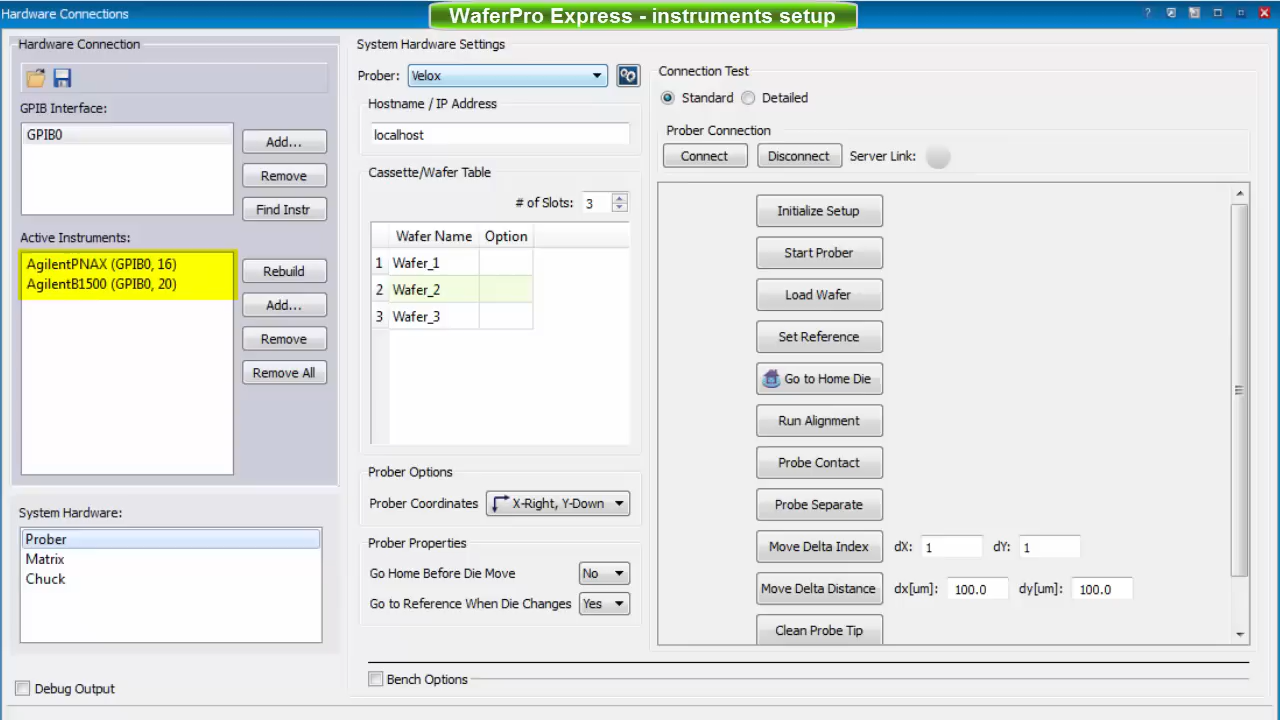 Hardware Connections
WaferPro Express - instruments setup
Hardware Connection
GPIB Interface:
GPIB0
Add...
Remove
Find Instr
Active Instruments:
AgilentPNAX (GPIB0, 16)
AgilentB1500 (GPIB0, 20)
Rebuild
Add...
Remove
Remove All
System Hardware:
Prober
Matrix
Chuck
Debug Output
System Hardware Settings
Prober: Velox
Hostname / IP Address
localhost
Cassette/Wafer Table
# of Slots: 3
Wafer Name Option
1 Wafer_1
2 Wafer_2
3 Wafer_3
Prober Options
Prober Coordinates X-Right, Y-Down
Prober Properties
Go Home Before Die Move No
Go to Reference When Die Changes Yes
Connection Test
Standard Detailed
Prober Connection
Connect Disconnect Server Link:
Initialize Setup
Start Prober
Load Wafer
Set Reference
Go to Home Die
Run Alignment
Probe Contact
Probe Separate
Move Delta Index dX: 1 dY: 1
Move Delta Distance dx[um]: 100.0 dy[um]: 100.0
Clean Probe Tip
Bench Options